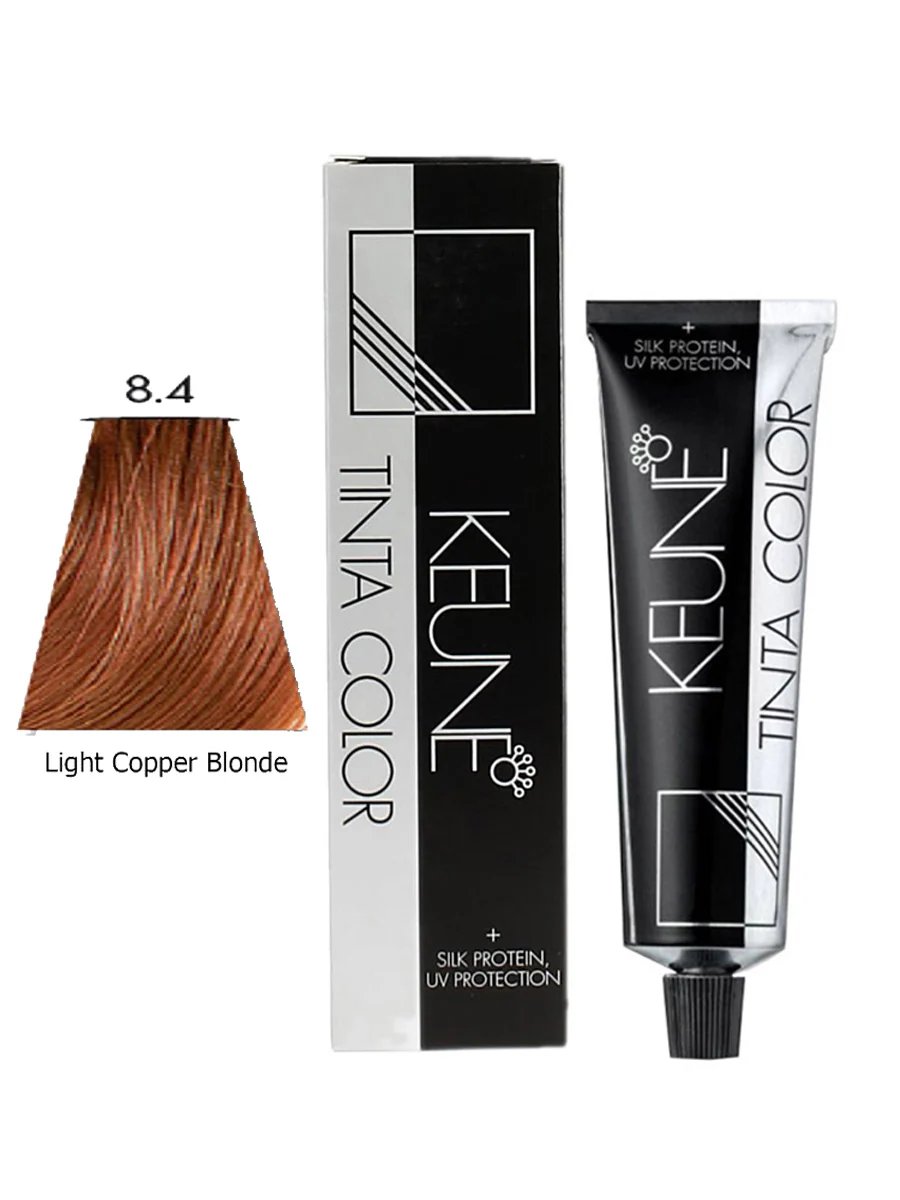 8.4
Light Copper Blonde
TINTA COLOR
KEUNE
+
SILK PROTEIN,
UV PROTECTION
+
SILK PROTEIN,
UV PROTECTION
KEUNE
TINTA COLOR